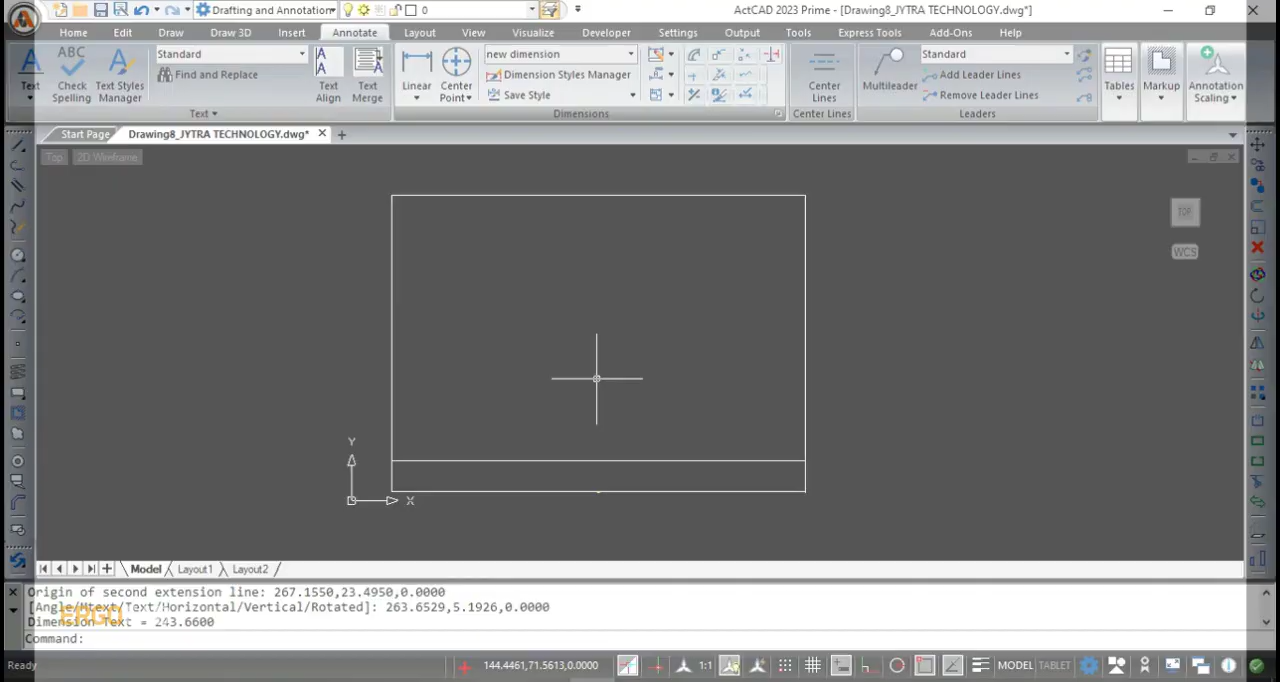 Drafting and Annotation
0
ActCAD 2023 Prime - [Drawing8_JYTRA TECHNOLOGY.dwg*]
Home Edit Draw Draw 3D Insert Annotate Layout View Visualize Developer Settings Output Tools Express Tools Add-Ons Help
Text
ABC Check Spelling
Text Styles Manager
Standard
Find and Replace
Text Align
Text Merge
Linear
Center Point
new dimension
Dimension Styles Manager
Save Style
Center Lines
Multileader
Standard
Add Leader Lines
Remove Leader Lines
Tables
Markup
Annotation Scaling
Text Dimensions Center Lines Leaders
Start Page Drawing8_JYTRA TECHNOLOGY.dwg*
Top 2D Wireframe
TOP
WCS
Y
X
Model Layout1 Layout2
Origin of second extension line: 267.1550,23.4950,0.0000
[Angle/Mtext/Text/Horizontal/Vertical/Rotated]: 263.6529,5.1926,0.0000
ERGO
Dimension Text = 243.6600
Command:
Ready 144.4461,71.5613,0.0000 1:1 MODEL TABLET